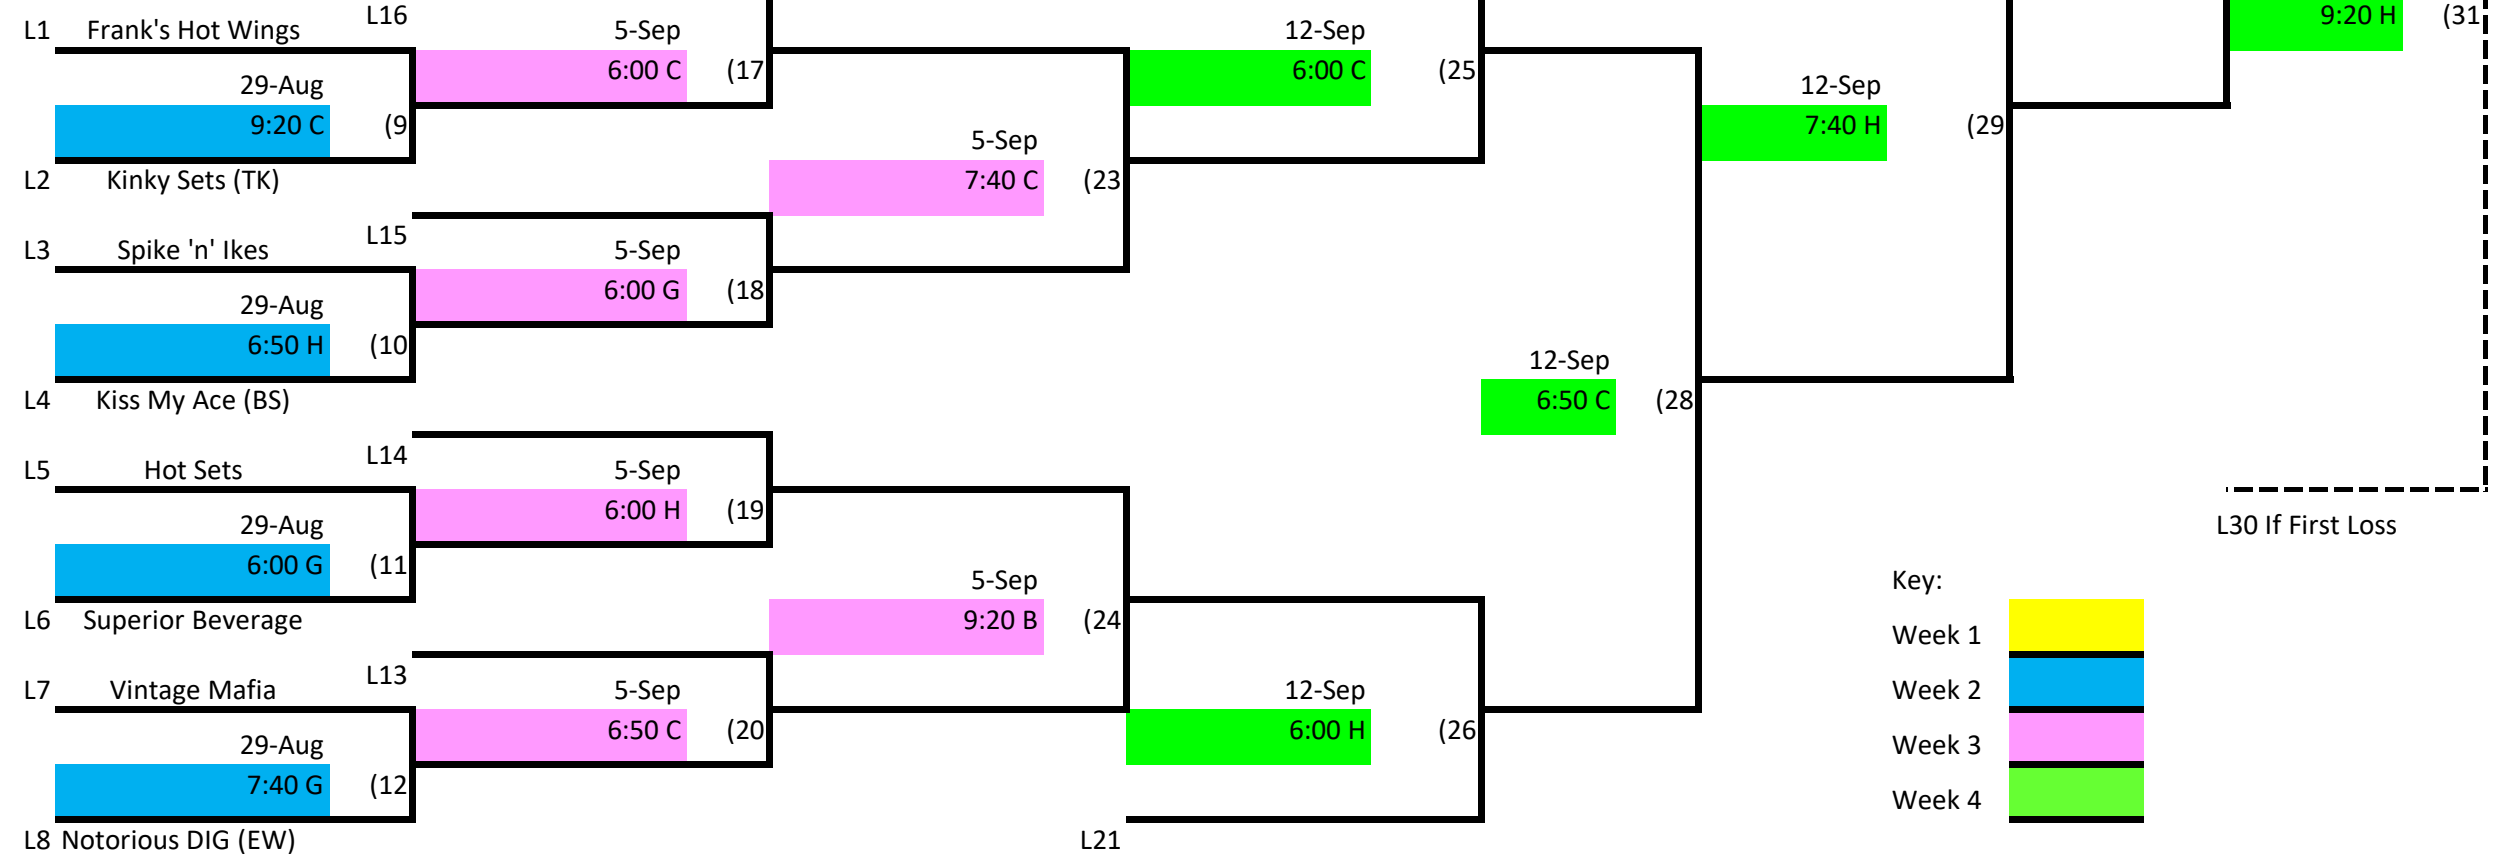 L16
9:20 H (31
L1 Frank's Hot Wings 5-Sep 12-Sep
6:00 C (17 6:00 C (25
29-Aug 12-Sep
9:20 C (9 7:40 H (29
5-Sep
L2 Kinky Sets (TK) 7:40 C (23
L15
L3 Spike 'n' Ikes 5-Sep
6:00 G (18
29-Aug
6:50 H (10
12-Sep
L4 Kiss My Ace (BS) 6:50 C (28
L14
L5 Hot Sets 5-Sep
6:00 H (19
29-Aug L30 If First Loss
6:00 G (11
5-Sep Key:
L6 Superior Beverage 9:20 B (24
Week 1
L13
L7 Vintage Mafia 5-Sep 12-Sep Week 2
6:50 C (20 6:00 H (26
29-Aug Week 3
7:40 G (12
Week 4
L8 Notorious DIG (EW) L21